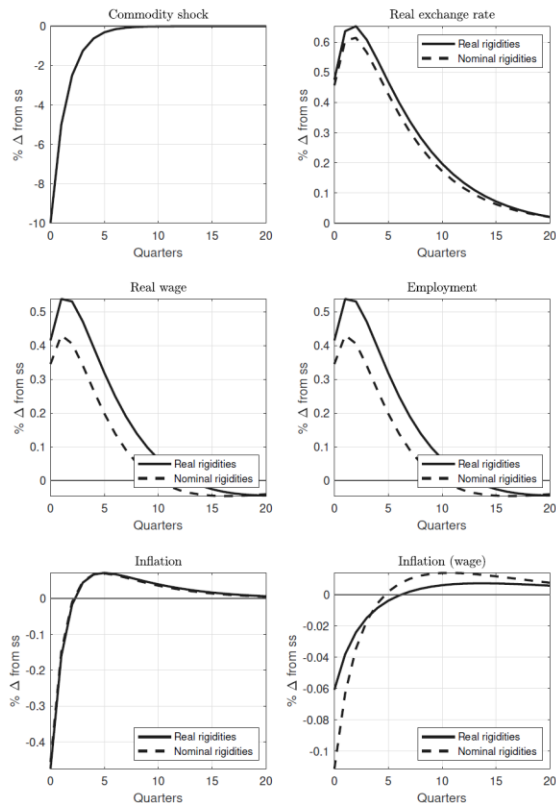 Commodity shock
0
-2
-4
-6
-8
-10
% Δ from ss
0 5 10 15 20
Quarters
Real exchange rate
0.6
0.5
0.4
0.3
0.2
0.1
0
% Δ from ss
Real rigidities
Nominal rigidities
0 5 10 15 20
Quarters
Real wage
0.5
0.4
0.3
0.2
0.1
0
% Δ from ss
Real rigidities
Nominal rigidities
0 5 10 15 20
Quarters
Employment
0.5
0.4
0.3
0.2
0.1
0
% Δ from ss
Real rigidities
Nominal rigidities
0 5 10 15 20
Quarters
Inflation
0
-0.1
-0.2
-0.3
-0.4
% Δ from ss
Real rigidities
Nominal rigidities
0 5 10 15 20
Quarters
Inflation (wage)
0
-0.02
-0.04
-0.06
-0.08
-0.1
% Δ from ss
Real rigidities
Nominal rigidities
0 5 10 15 20
Quarters